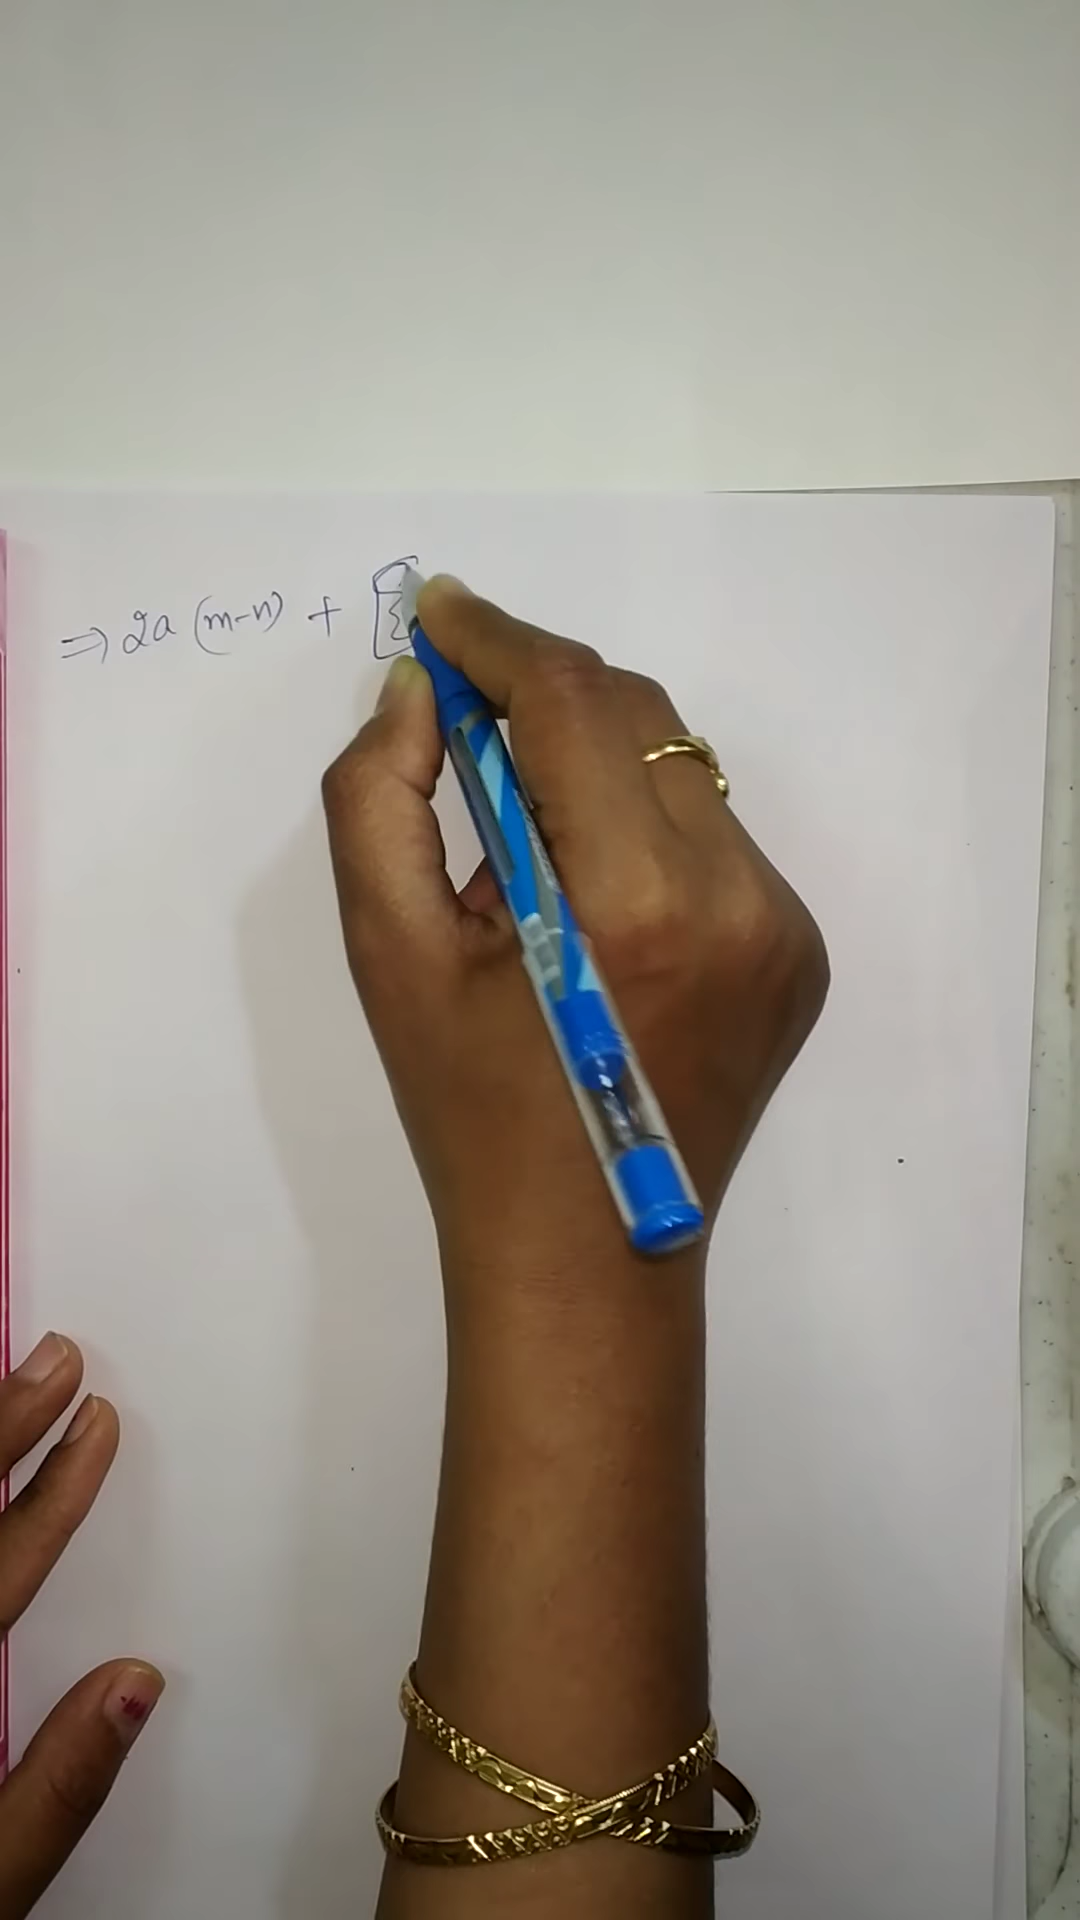 ⇒ 2a (m-n) + [{